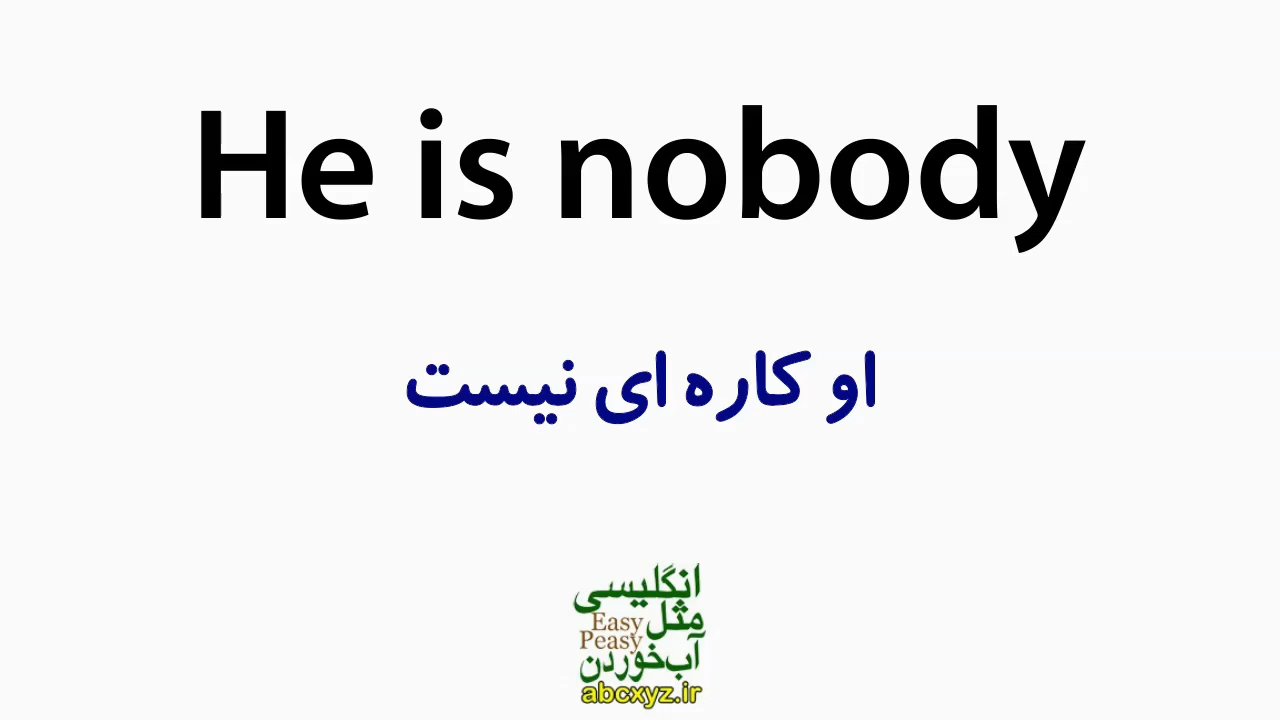 He is nobody
او کاره ای نیست
انگلیسی
مثل
Easy
Peasy
آب‌خوردن
abcxyz.ir